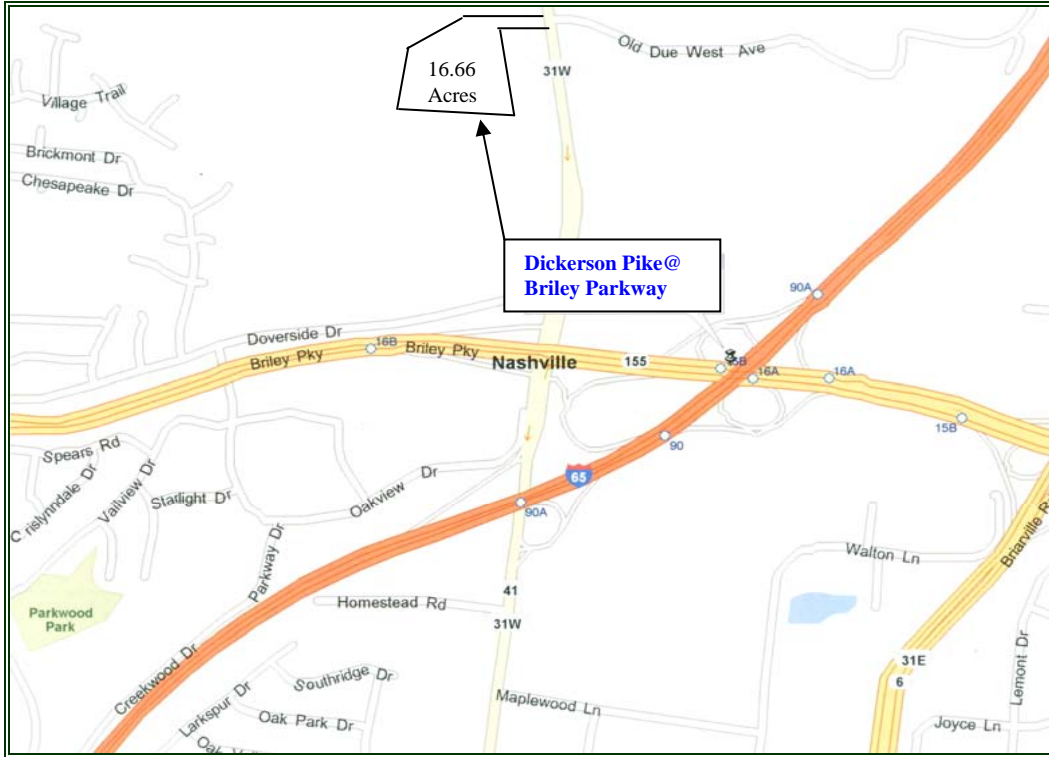 Old Due West Ave
16.66
Acres
31W
Village Trail
Brickmont Dr
Chesapeake Dr
Dickerson Pike@
Briley Parkway
90A
Doverside Dr
16B
Briley Pky
Briley Pky
Nashville
155
16A
16A
15B
90
Spears Rd
Crislynndale Dr
Vailview Dr
Starlight Dr
Oakview Dr
65
90A
Parkway Dr
Walton Ln
Briarville Rd
Parkwood
Park
Homestead Rd
41
31W
Creekwood Dr
Southridge Dr
Larkspur Dr
Oak Park Dr
Maplewood Ln
31E
6
Lemont Dr
Joyce Ln